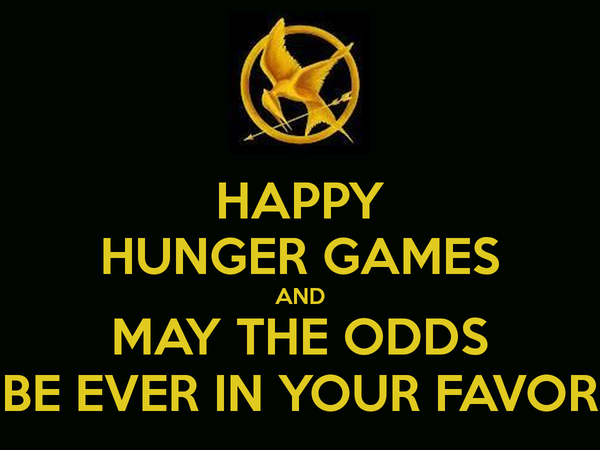 HAPPY
HUNGER GAMES
AND
MAY THE ODDS
BE EVER IN YOUR FAVOR